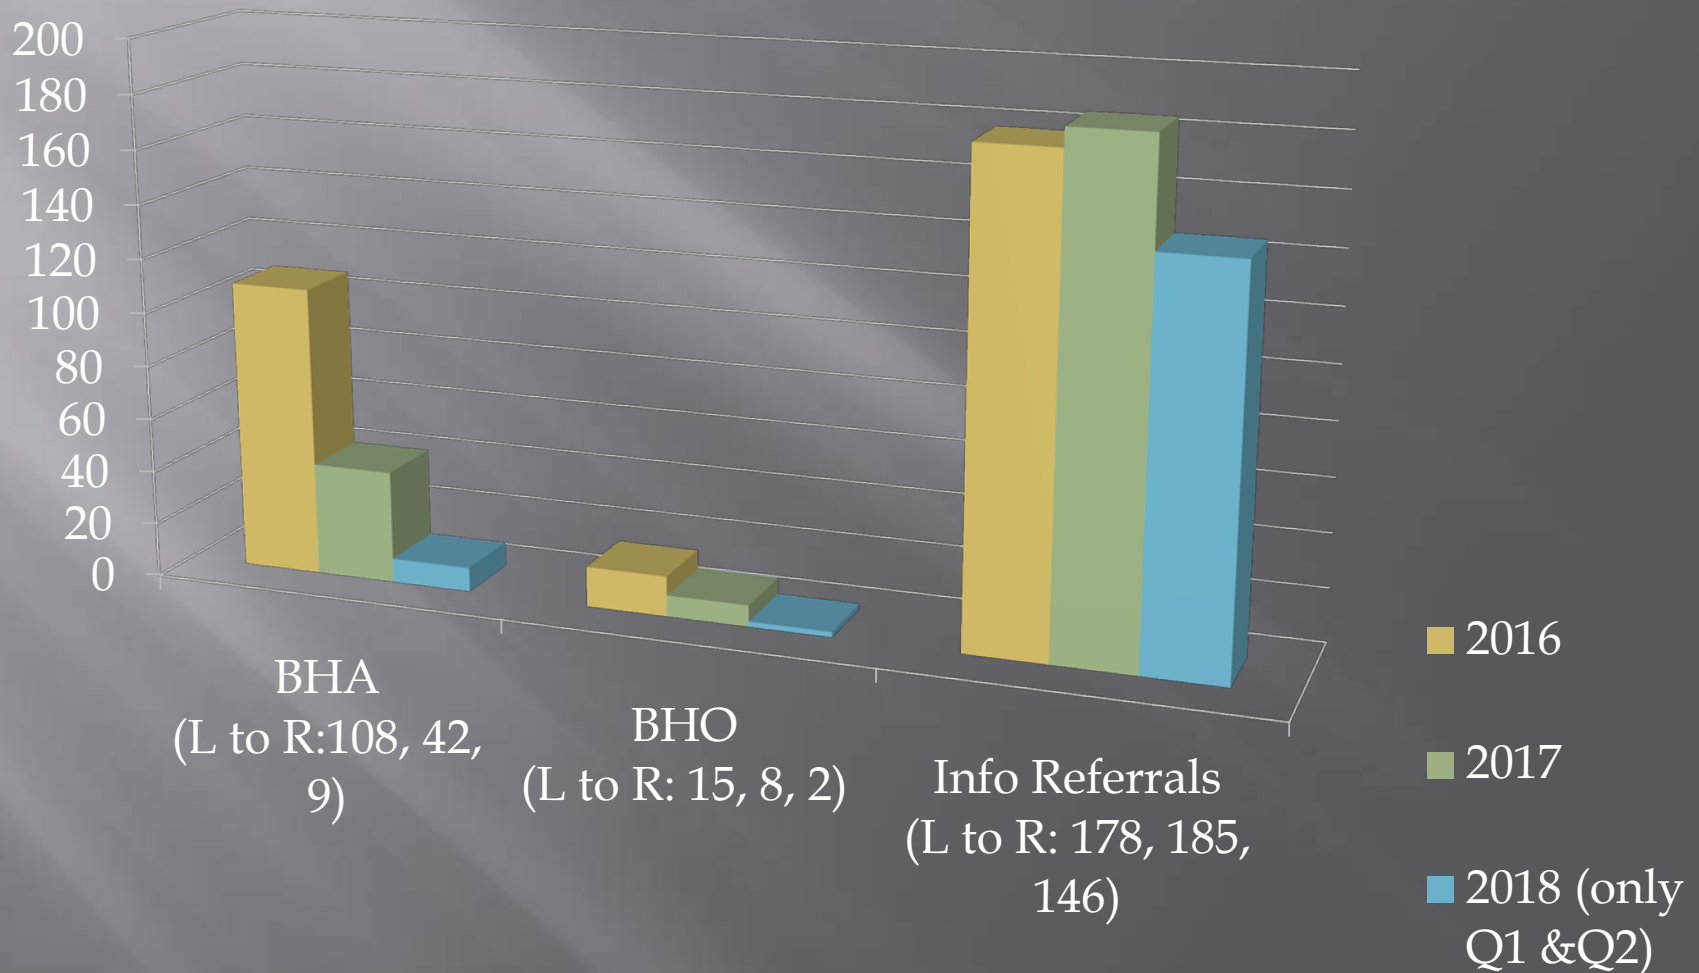 200
180
160
140
120
100
80
60
40
20
0
BHA
(L to R:108, 42,
9)
BHO
(L to R: 15, 8, 2)
Info Referrals
(L to R: 178, 185,
146)
2016
2017
2018 (only
Q1 &Q2)